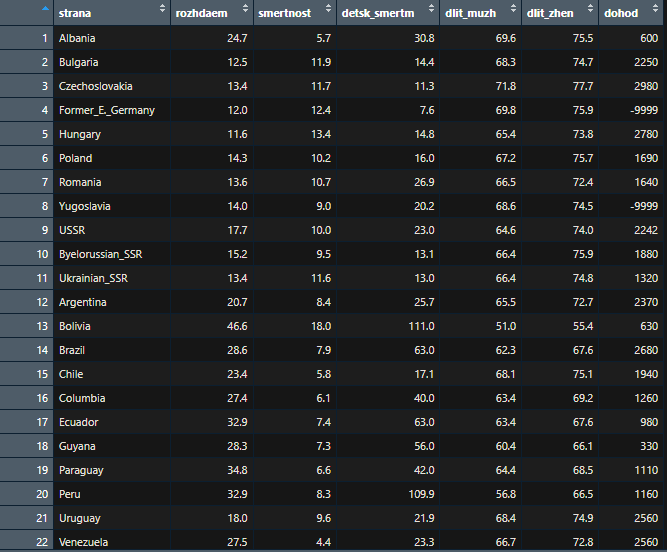 strana rozhdaem smertnost detsk_smertm dlit_muzh dlit_zhen dohod
1 Albania 24.7 5.7 30.8 69.6 75.5 600
2 Bulgaria 12.5 11.9 14.4 68.3 74.7 2250
3 Czechoslovakia 13.4 11.7 11.3 71.8 77.7 2980
4 Former_E._Germany 12.0 12.4 7.6 69.8 75.9 -9999
5 Hungary 11.6 13.4 14.8 65.4 73.8 2780
6 Poland 14.3 10.2 16.0 67.2 75.7 1690
7 Romania 13.6 10.7 26.9 66.5 72.4 1640
8 Yugoslavia 14.0 9.0 20.2 68.6 74.5 -9999
9 USSR 17.7 10.0 23.0 64.6 74.0 2242
10 Byelorussian_SSR 15.2 9.5 13.1 66.4 75.9 1880
11 Ukrainian_SSR 13.4 11.6 13.0 66.4 74.8 1320
12 Argentina 20.7 8.4 25.7 65.5 72.7 2370
13 Bolivia 46.6 18.0 111.0 51.0 55.4 630
14 Brazil 28.6 7.9 63.0 62.3 67.6 2680
15 Chile 23.4 5.8 17.1 68.1 75.1 1940
16 Columbia 27.4 6.1 40.0 63.4 69.2 1260
17 Ecuador 32.9 7.4 63.0 63.4 67.6 980
18 Guyana 28.3 7.3 56.0 60.4 66.1 330
19 Paraguay 34.8 6.6 42.0 64.4 68.5 1110
20 Peru 32.9 8.3 109.9 56.8 66.5 1160
21 Uruguay 18.0 9.6 21.9 68.4 74.9 2560
22 Venezuela 27.5 4.4 23.3 66.7 72.8 2560